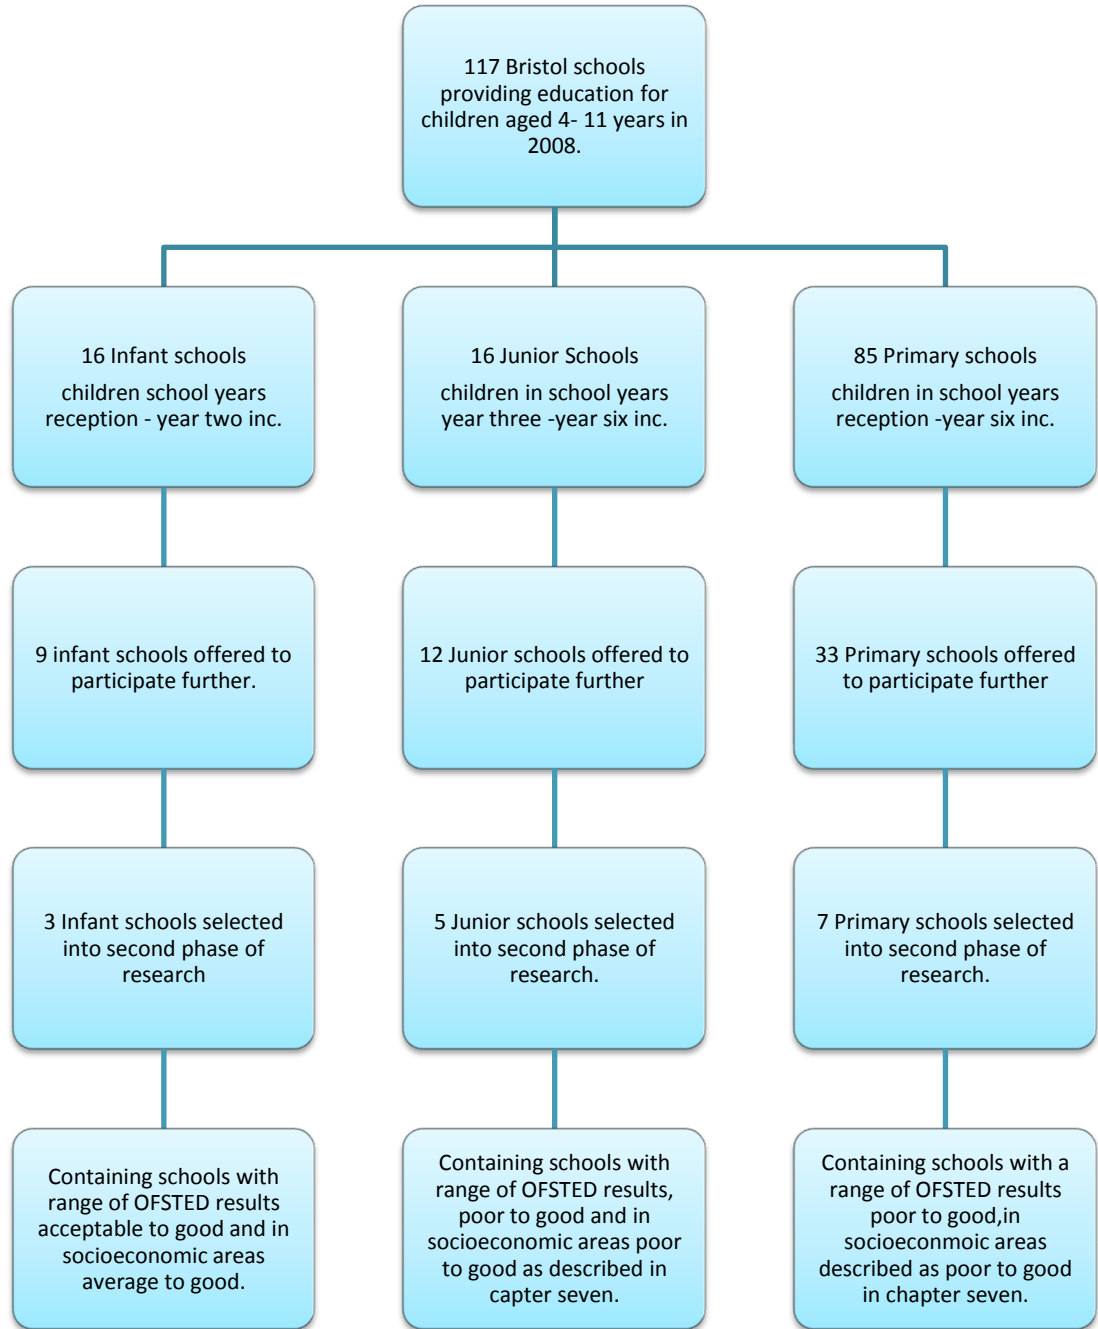 117 Bristol schools
providing education for
children aged 4- 11 years in
2008.
16 Infant schools
children school years
reception - year two inc.
16 Junior Schools
children in school years
year three -year six inc.
85 Primary schools
children in school years
reception -year six inc.
9 infant schools offered to
participate further.
12 Junior schools offered to
participate further
33 Primary schools offered
to participate further
3 Infant schools selected
into second phase of
research
5 Junior schools selected
into second phase of
research.
7 Primary schools selected
into second phase of
research.
Containing schools with
range of OFSTED results
acceptable to good and in
socioeconomic areas
average to good.
Containing schools with
range of OFSTED results,
poor to good and in
socioeconomic areas poor
to good as described in
capter seven.
Containing schools with a
range of OFSTED results
poor to good,in
socioeconmoic areas
described as poor to good
in chapter seven.